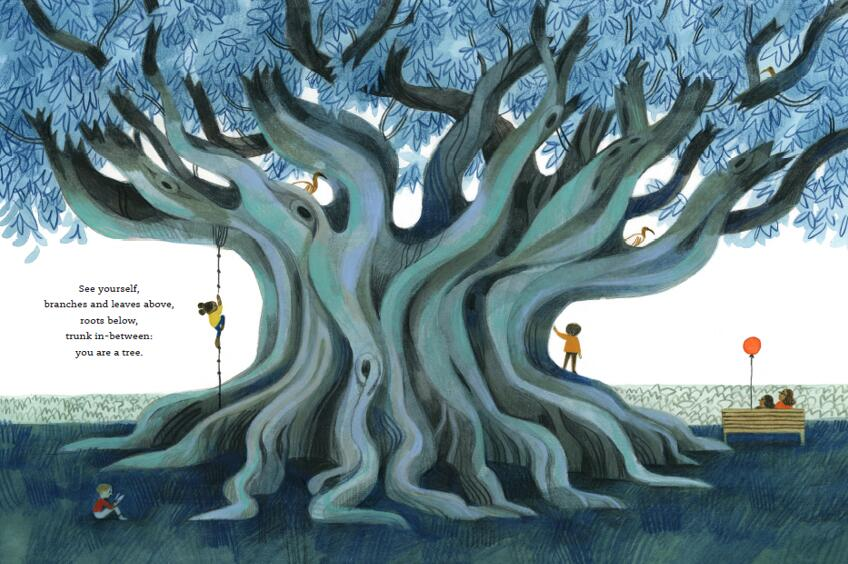 See yourself,
branches and leaves above,
roots below,
trunk in-between:
you are a tree.